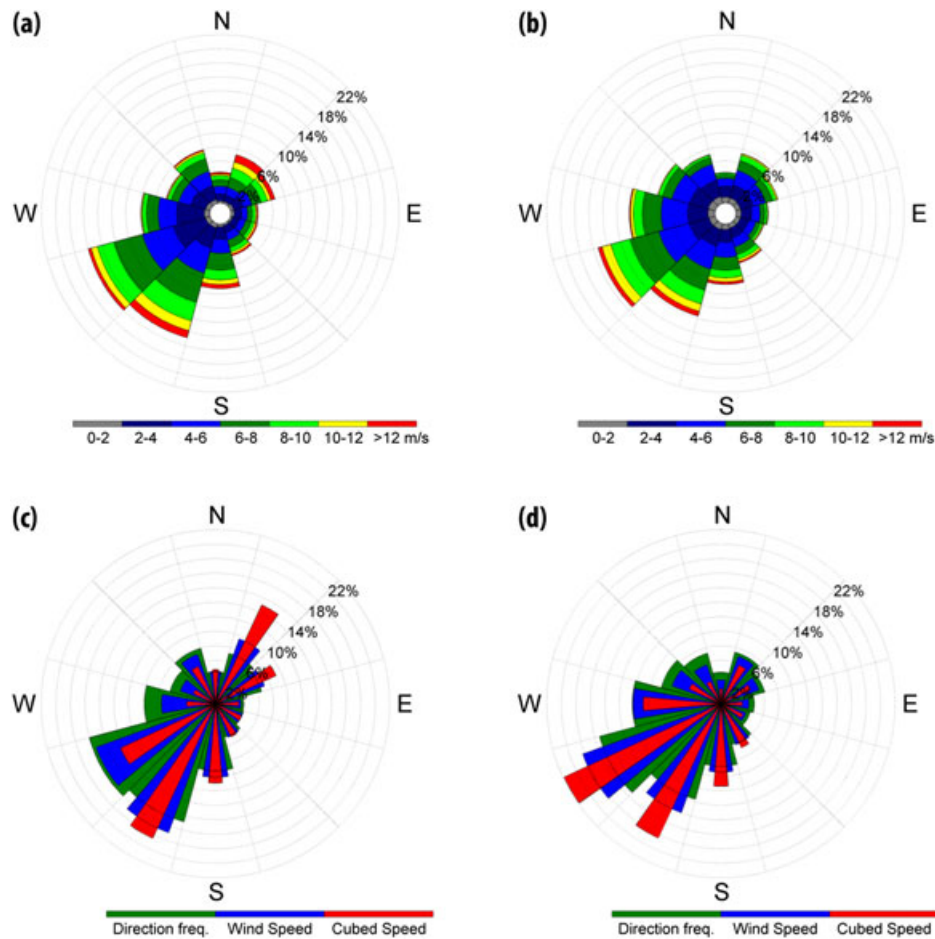 (a)
N
22%
18%
14%
10%
6%
W
E
S
0-2 2-4 4-6 6-8 8-10 10-12 >12 m/s
(b)
N
22%
18%
14%
10%
6%
W
E
S
0-2 2-4 4-6 6-8 8-10 10-12 >12 m/s
(c)
N
22%
18%
14%
10%
6%
W
E
S
Direction freq. Wind Speed Cubed Speed
(d)
N
22%
18%
14%
10%
6%
W
E
S
Direction freq. Wind Speed Cubed Speed